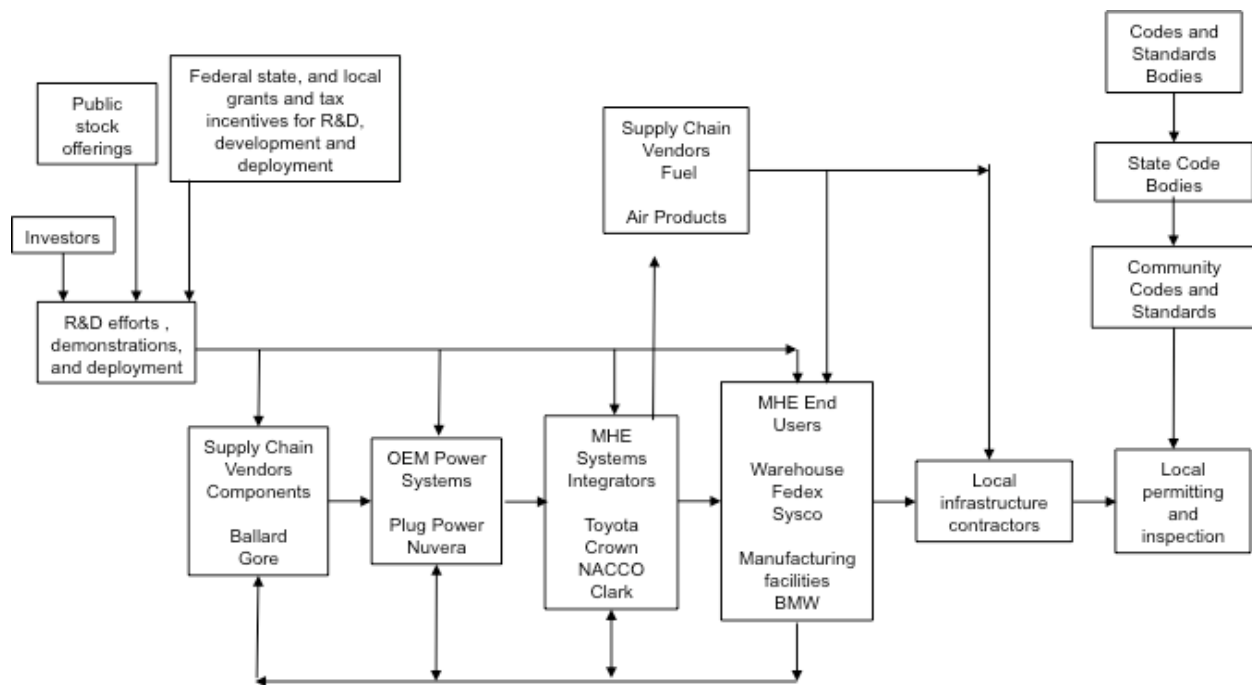 Public
stock
offerings
Federal state, and local
grants and tax
incentives for R&D,
development and
deployment
Investors
R&D efforts ,
demonstrations,
and deployment
Supply Chain
Vendors
Fuel
Air Products
Codes and
Standards
Bodies
State Code
Bodies
Community
Codes and
Standards
Supply Chain
Vendors
Components
Ballard
Gore
OEM Power
Systems
Plug Power
Nuvera
MHE
Systems
Integrators
Toyota
Crown
NACCO
Clark
MHE End
Users
Warehouse
Fedex
Sysco
Manufacturing
facilities
BMW
Local
infrastructure
contractors
Local
permitting
and
inspection